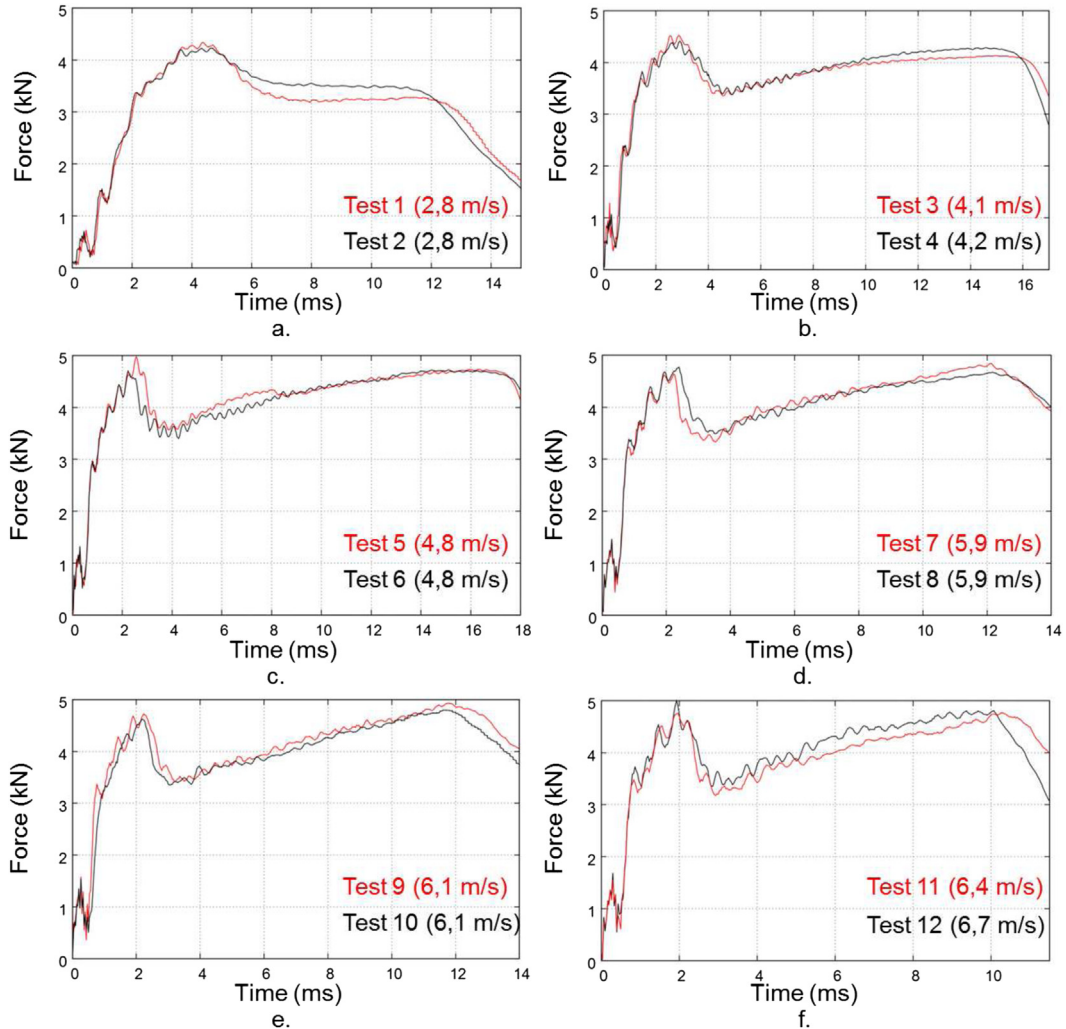 5
4
3
2
1
0
Force (kN)
0 2 4 6 8 10 12 14
Time (ms)
Test 1 (2,8 m/s)
Test 2 (2,8 m/s)
a.
5
4
3
2
1
0
Force (kN)
0 2 4 6 8 10 12 14 16
Time (ms)
Test 3 (4,1 m/s)
Test 4 (4,2 m/s)
b.
5
4
3
2
1
0
Force (kN)
0 2 4 6 8 10 12 14 16 18
Time (ms)
Test 5 (4,8 m/s)
Test 6 (4,8 m/s)
c.
5
4
3
2
1
0
Force (kN)
0 2 4 6 8 10 12 14
Time (ms)
Test 7 (5,9 m/s)
Test 8 (5,9 m/s)
d.
5
4
3
2
1
0
Force (kN)
0 2 4 6 8 10 12 14
Time (ms)
Test 9 (6,1 m/s)
Test 10 (6,1 m/s)
e.
5
4
3
2
1
0
Force (kN)
0 2 4 6 8 10
Time (ms)
Test 11 (6,4 m/s)
Test 12 (6,7 m/s)
f.